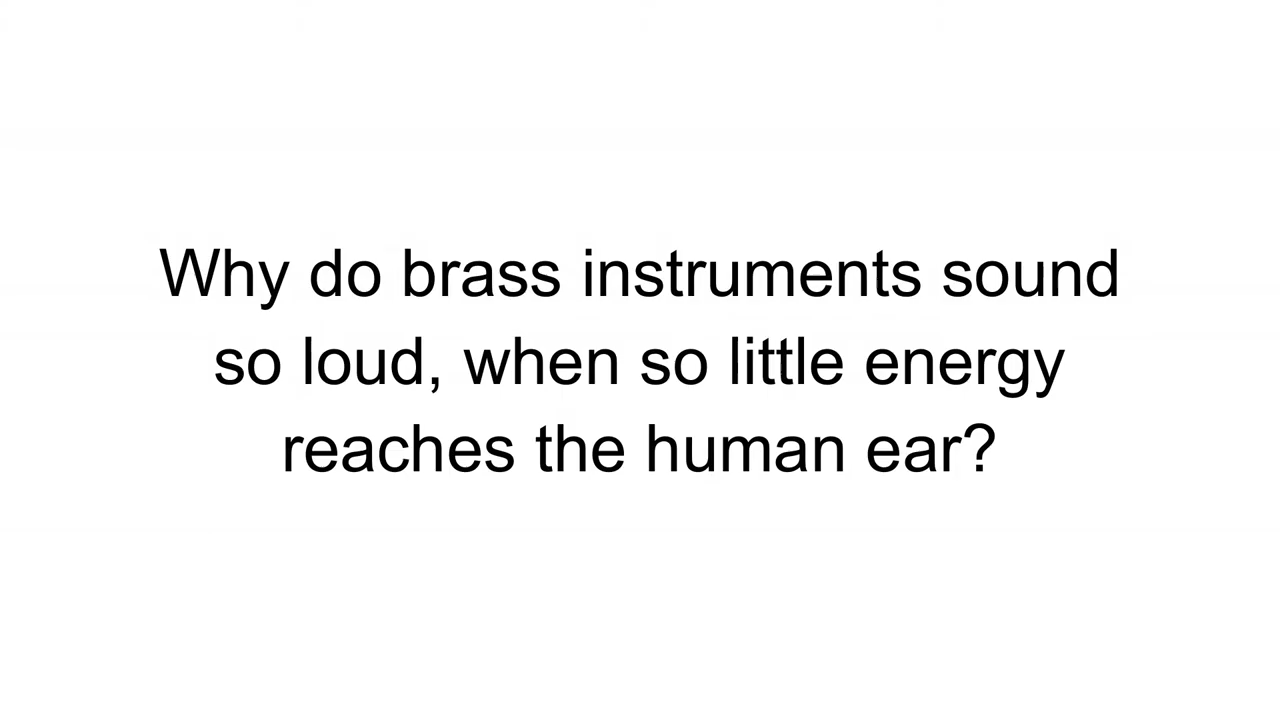 Why do brass instruments sound
so loud, when so little energy
reaches the human ear?